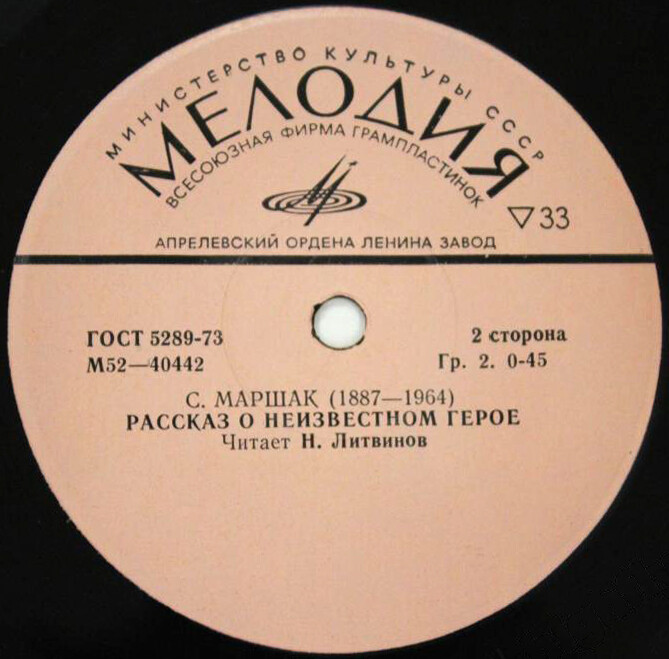 МИНИСТЕРСТВО КУЛЬТУРЫ СССР
МЕЛОДИЯ
ВСЕСОЮЗНАЯ ФИРМА ГРАМПЛАСТИНОК
▽33
АПРЕЛЕВСКИЙ ОРДЕНА ЛЕНИНА ЗАВОД
ГОСТ 5289-73
2 сторона
М52—40442
Гр. 2. 0-45
С. МАРШАК (1887—1964)
РАССКАЗ О НЕИЗВЕСТНОМ ГЕРОЕ
Читает Н. Литвинов